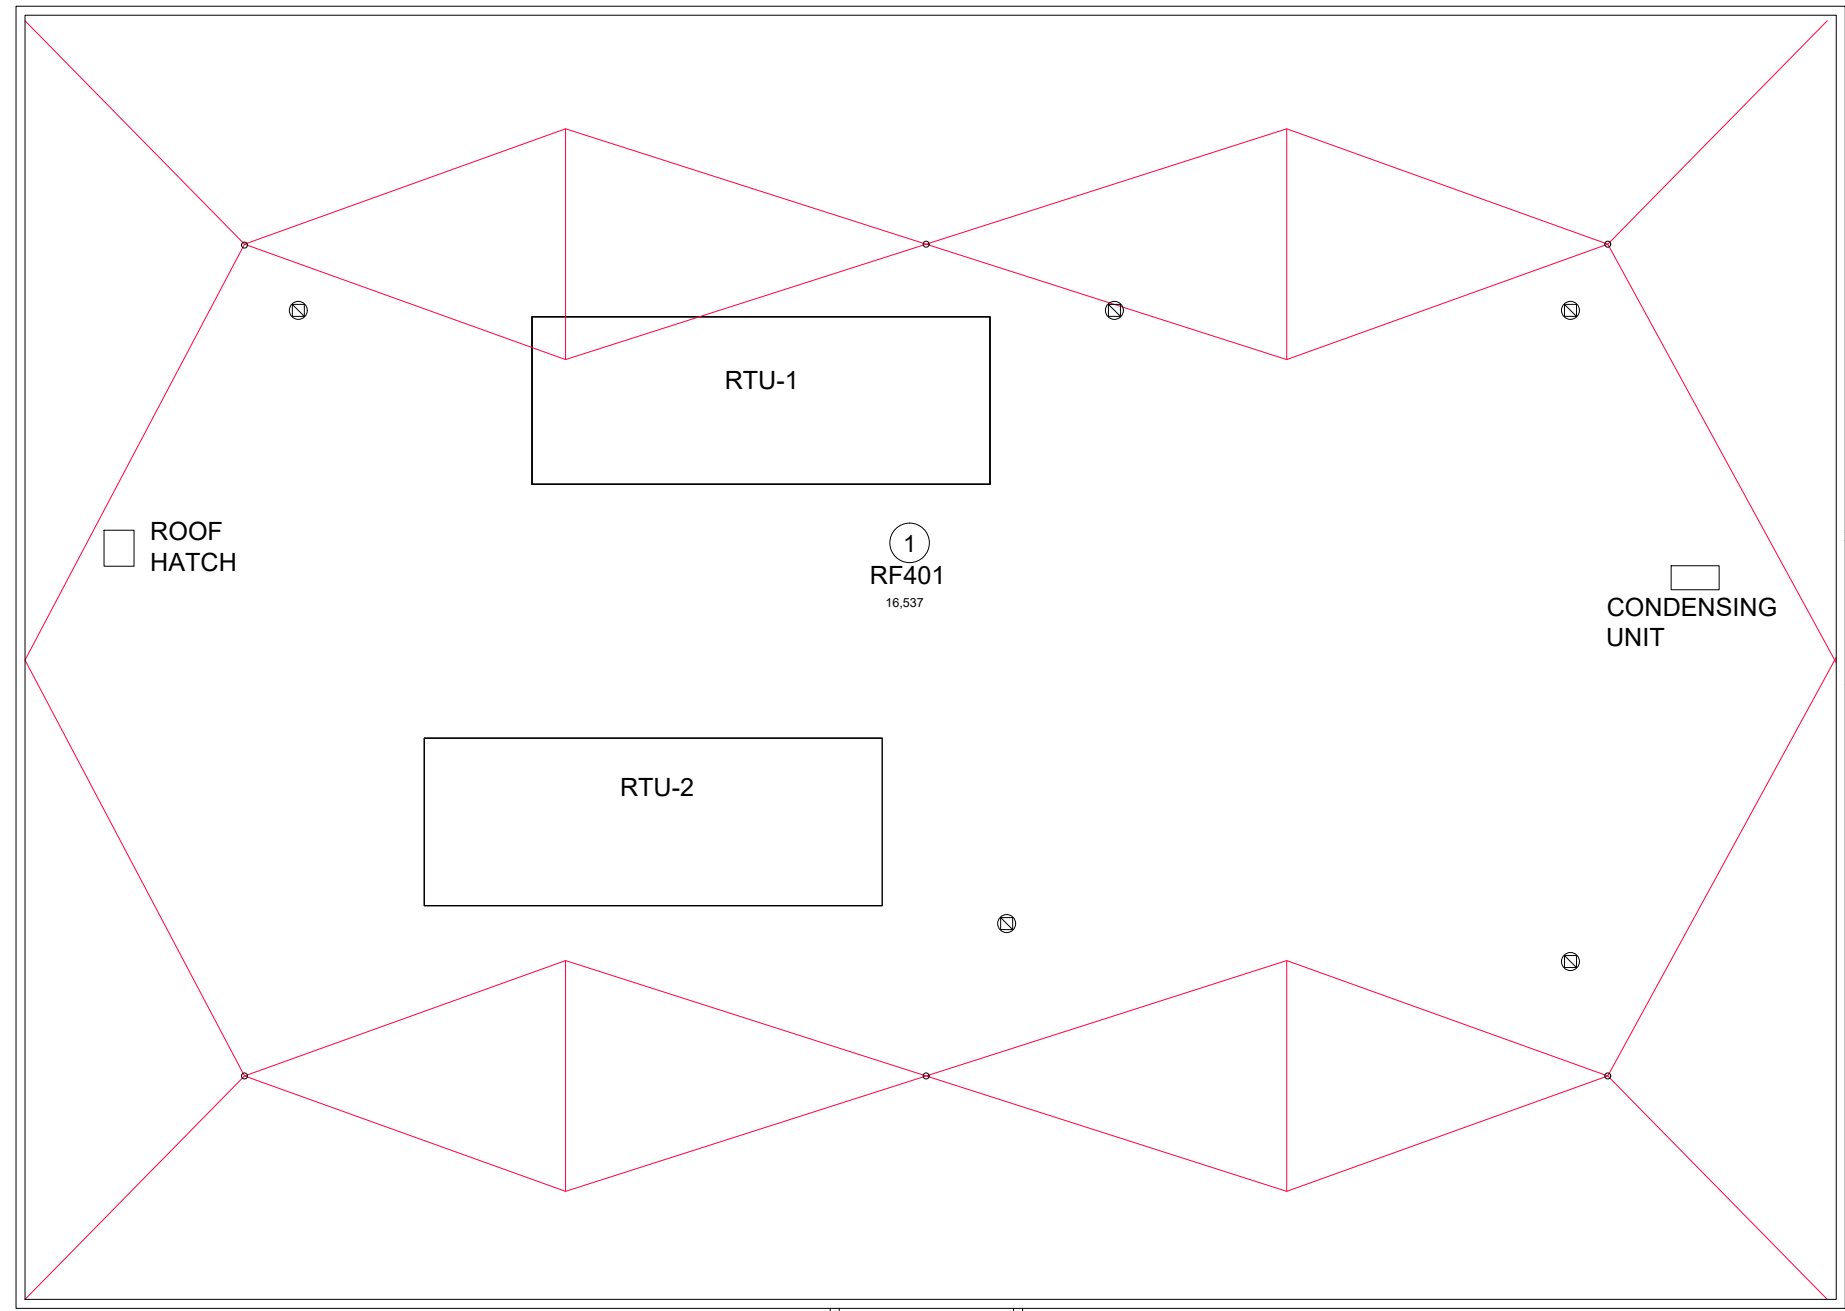 RTU-1
ROOF
HATCH
1
RF401
16,537
CONDENSING
UNIT
RTU-2